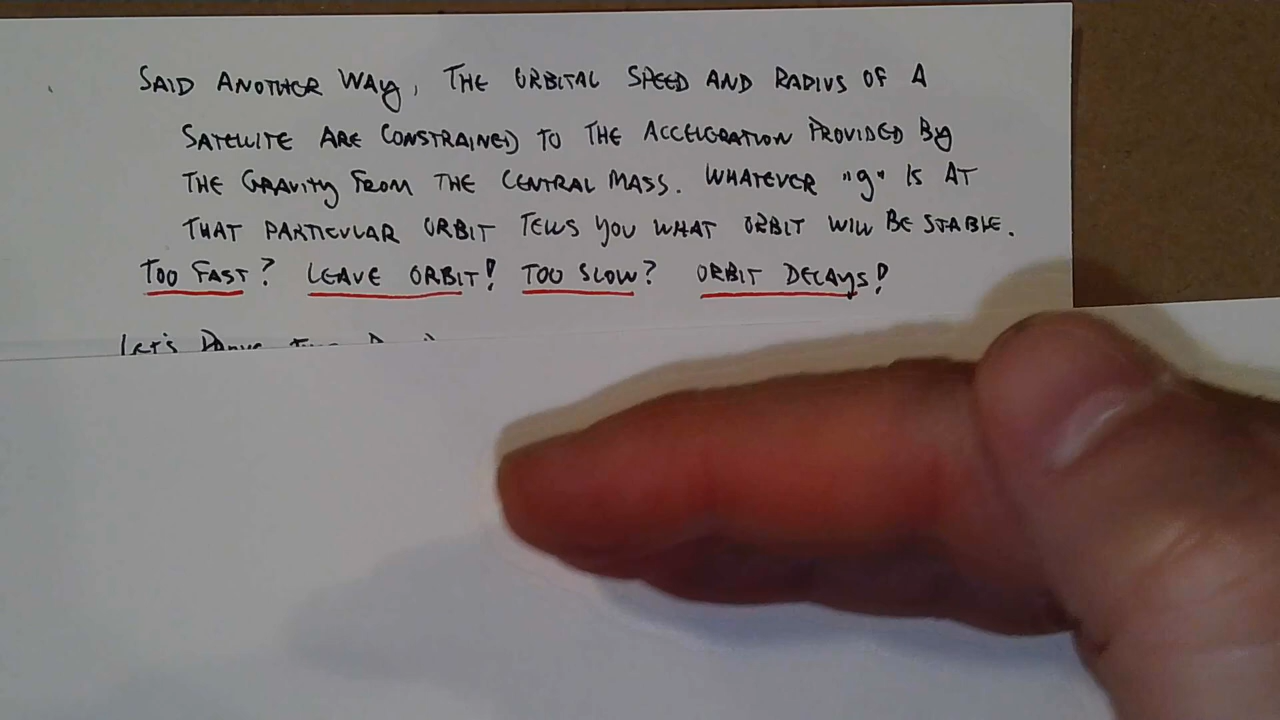 SAID ANOTHER WAY, THE ORBITAL SPEED AND RADIUS OF A
SATELLITE ARE CONSTRAINED TO THE ACCELERATION PROVIDED BY
THE GRAVITY FROM THE CENTRAL MASS. WHATEVER "g" IS AT
THAT PARTICULAR ORBIT TELLS YOU WHAT ORBIT WILL BE STABLE.
TOO FAST? LEAVE ORBIT! TOO SLOW? ORBIT DECAYS!
LET'S